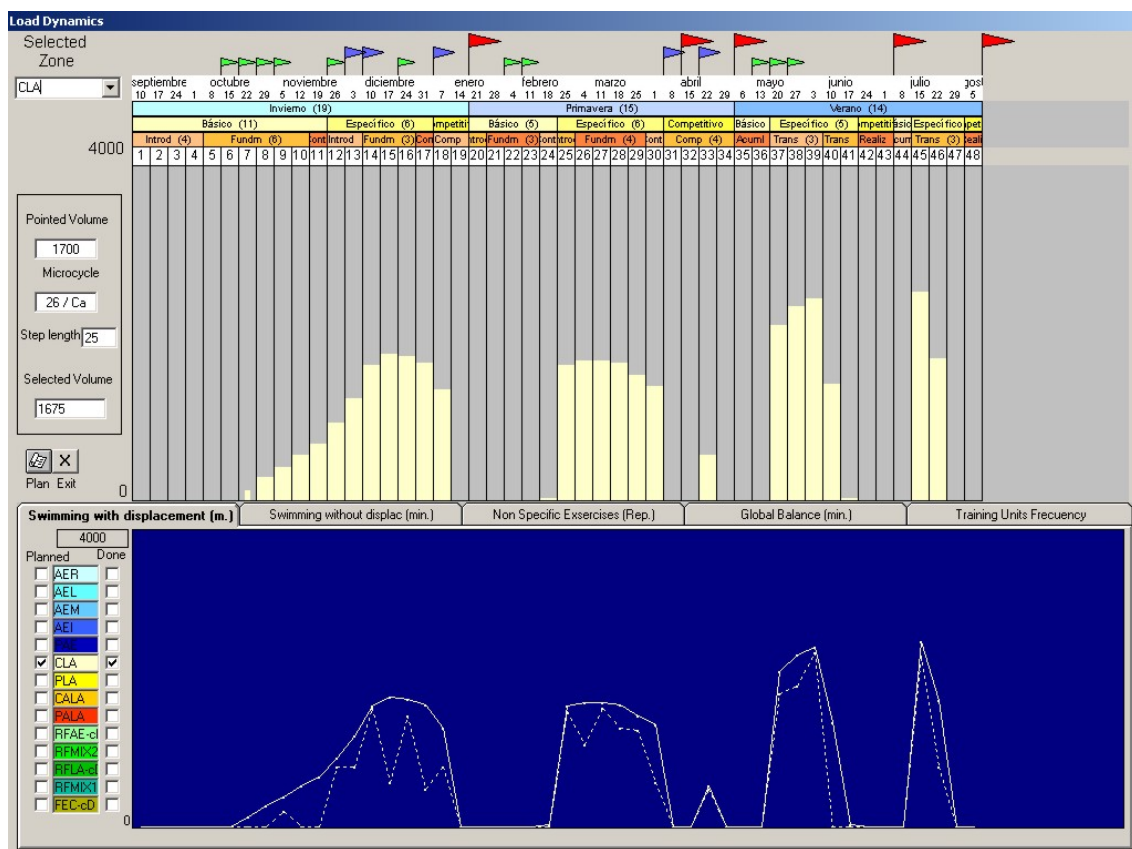 Load Dynamics
Selected
Zone
CLA
septiembre octubre noviembre diciembre enero febrero marzo abril mayo junio julio agost
10 17 24 1 8 15 22 29 5 12 19 26 3 10 17 24 31 7 14 21 28 4 11 18 25 4 11 18 25 1 8 15 22 29 6 13 20 27 3 10 17 24 1 8 15 22 29 5
Invierno (19) Primavera (15) Verano (14)
Básico (11) Específico (6) ompetiti Básico (5) Específico (6) Competitivo Básico Específico (5) ompetiti Específico
Introd (4) Fundm (6) Cont Introd Fundm (3) Con Comp Fundm (3) Cont Fundm (4) Cont Comp (4) Acuml Trans (3) Trans Realiz Trans (3)
4000
1 2 3 4 5 6 7 8 9 10 11 12 13 14 15 16 17 18 19 20 21 22 23 24 25 26 27 28 29 30 31 32 33 34 35 36 37 38 39 40 41 42 43 44 45 46 47 48
Pointed Volume
1700
Microcycle
26 / Ca
Step length 25
Selected Volume
1675
Plan Exit
0
Swimming with displacement (m.) Swimming without displac (min.) Non Specific Exsercises (Rep.) Global Balance (min.) Training Units Frecuency
4000
Planned Done
AER
AEL
AEM
AEI
PAE
CLA
PLA
CALA
PALA
RFAE-cl
RFMIX2
RFLA-cl
RFMIX1
FEC-cD
0